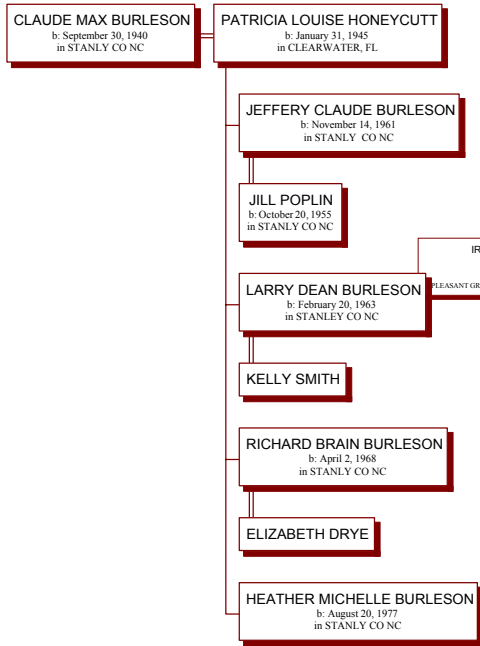 CLAUDE MAX BURLESON
b: September 30, 1940
in STANLY CO NC
PATRICIA LOUISE HONEYCUTT
b: January 31, 1945
in CLEARWATER, FL
JEFFERY CLAUDE BURLESON
b: November 14, 1961
in STANLY CO NC
JILL POPLIN
b: October 20, 1955
in STANLY CO NC
IR
PLEASANT GR
LARRY DEAN BURLESON
b: February 20, 1963
in STANLEY CO NC
KELLY SMITH
RICHARD BRAIN BURLESON
b: April 2, 1968
in STANLY CO NC
ELIZABETH DRYE
HEATHER MICHELLE BURLESON
b: August 20, 1977
in STANLY CO NC